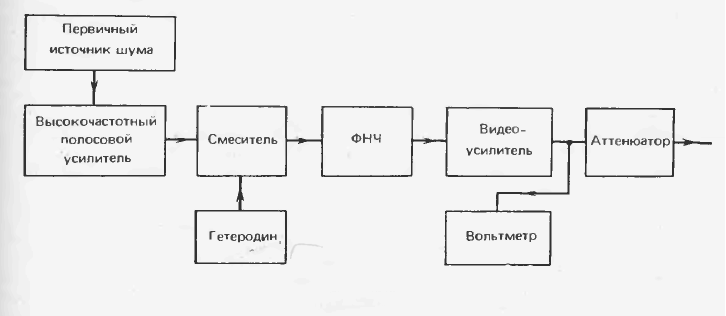 Первичный
источник шума
Высокочастотный
полосовой
усилитель
Смеситель
ФНЧ
Видео-
усилитель
Аттенюатор
Гетеродин
Вольтметр